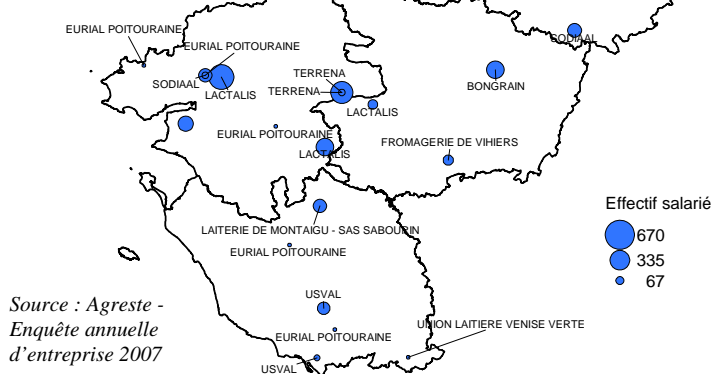 EURIAL POITOURAINE
EURIAL POITOURAINE
SODIAAL
SODIAAL
LACTALIS
TERRENA
TERRENA
BONGRAIN
LACTALIS
EURIAL POITOURAINE
FROMAGERIE DE VIHIERS
LACTALIS
Effectif salarié
670
335
67
LAITERIE DE MONTAIGU - SAS SABOURIN
EURIAL POITOURAINE
USVAL
UNION LAITIERE VENISE VERTE
EURIAL POITOURAINE
USVAL
Source : Agreste -
Enquête annuelle
d'entreprise 2007